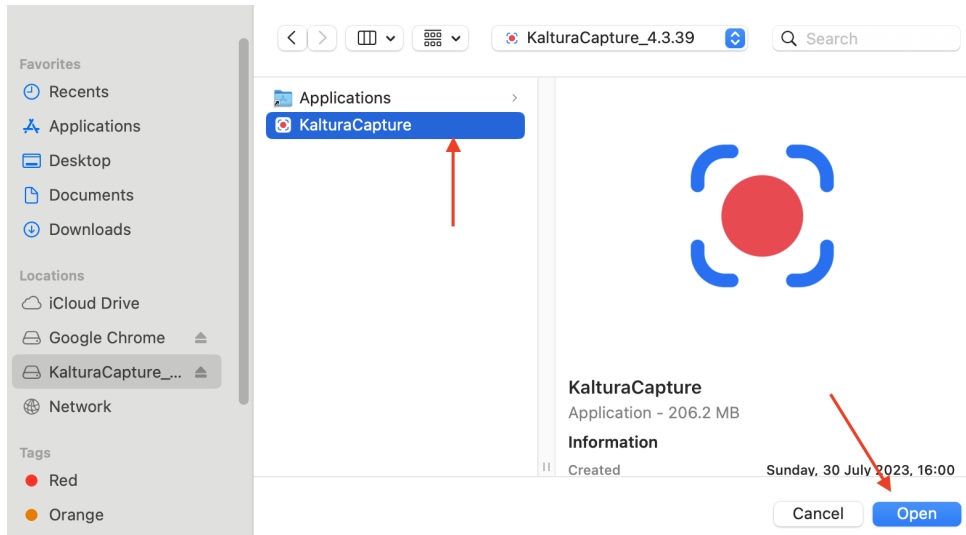 KalturaCapture_4.3.39
Search
Favorites
Recents
Applications
Desktop
Documents
Downloads
Locations
iCloud Drive
Google Chrome
KalturaCapture_...
Network
Tags
Red
Orange
Applications
KalturaCapture
KalturaCapture
Application - 206.2 MB
Information
Created Sunday, 30 July 2023, 16:00
Cancel Open